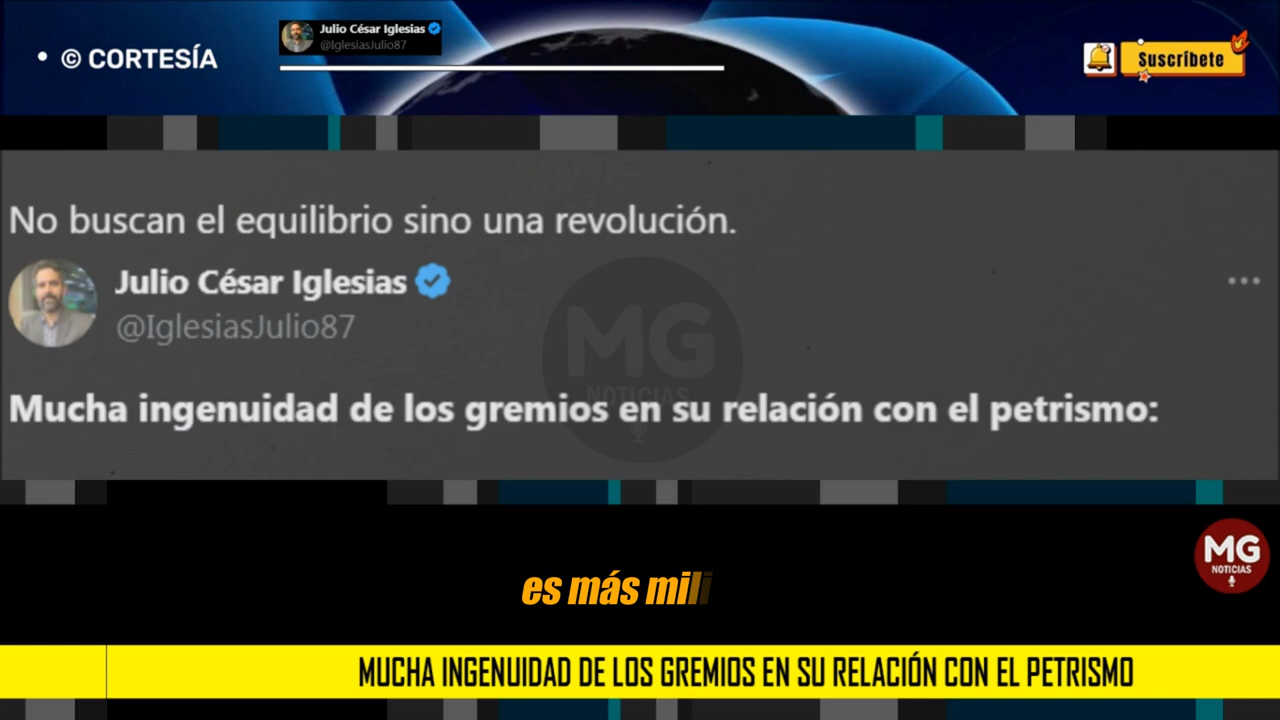 • © CORTESÍA
Julio César Iglesias
@IglesiasJulio87
Suscríbete
No buscan el equilibrio sino una revolución.
Julio César Iglesias
@IglesiasJulio87
MG
NOTICIAS
Mucha ingenuidad de los gremios en su relación con el petrismo:
es más mili
MG
NOTICIAS
MUCHA INGENUIDAD DE LOS GREMIOS EN SU RELACIÓN CON EL PETRISMO